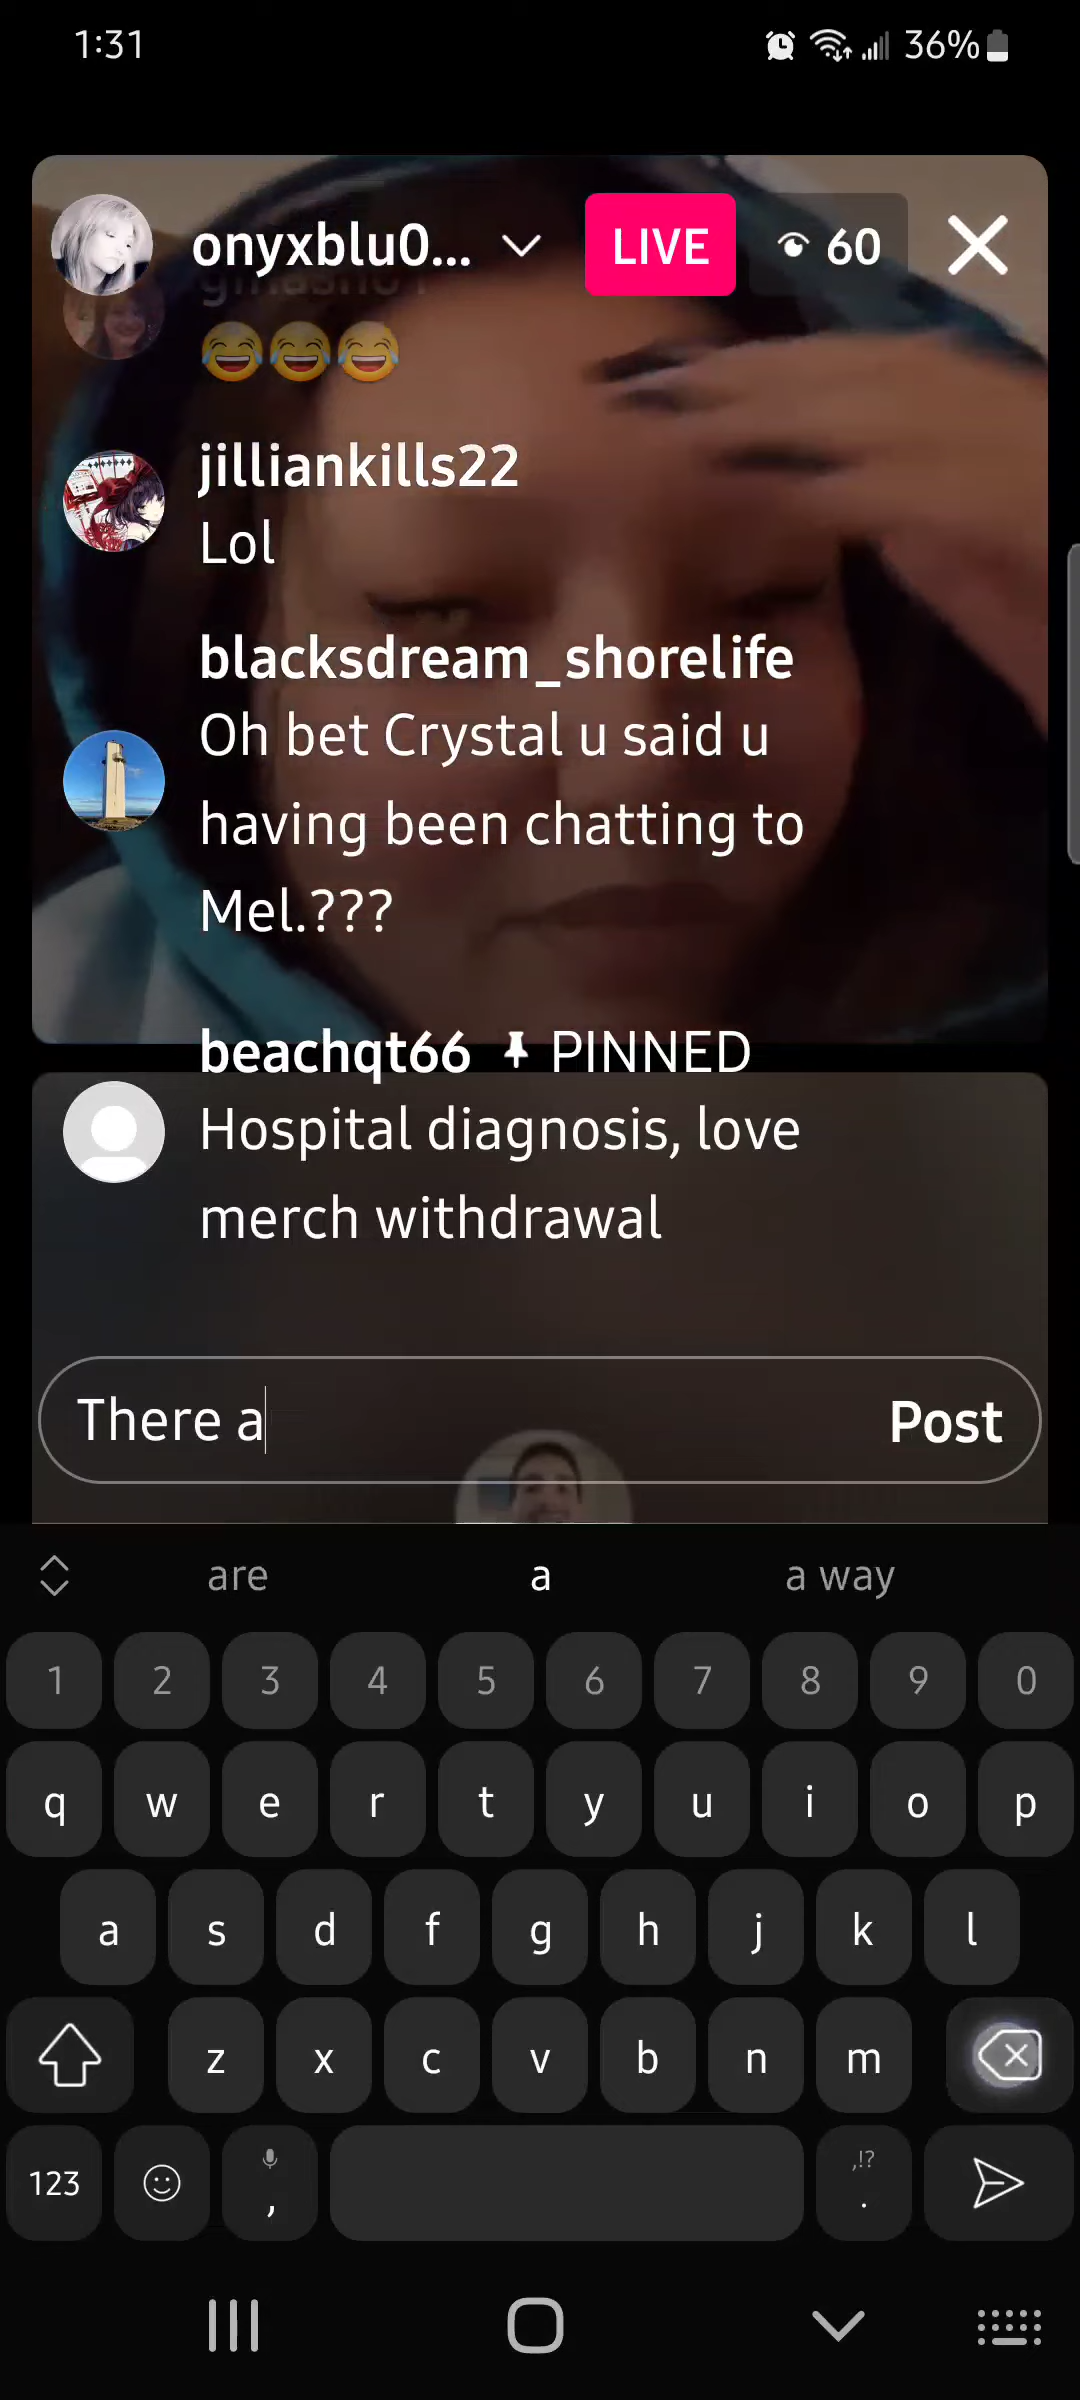 1:31
36%
onyxblu0...
LIVE
60
😂😂😂
jilliankills22
Lol
blacksdream_shorelife
Oh bet Crystal u said u
having been chatting to
Mel.???
beachqt66 PINNED
Hospital diagnosis, love
merch withdrawal
There a
Post
are a a way
1 2 3 4 5 6 7 8 9 0
q w e r t y u i o p
a s d f g h j k l
z x c v b n m
123 , ,!? .